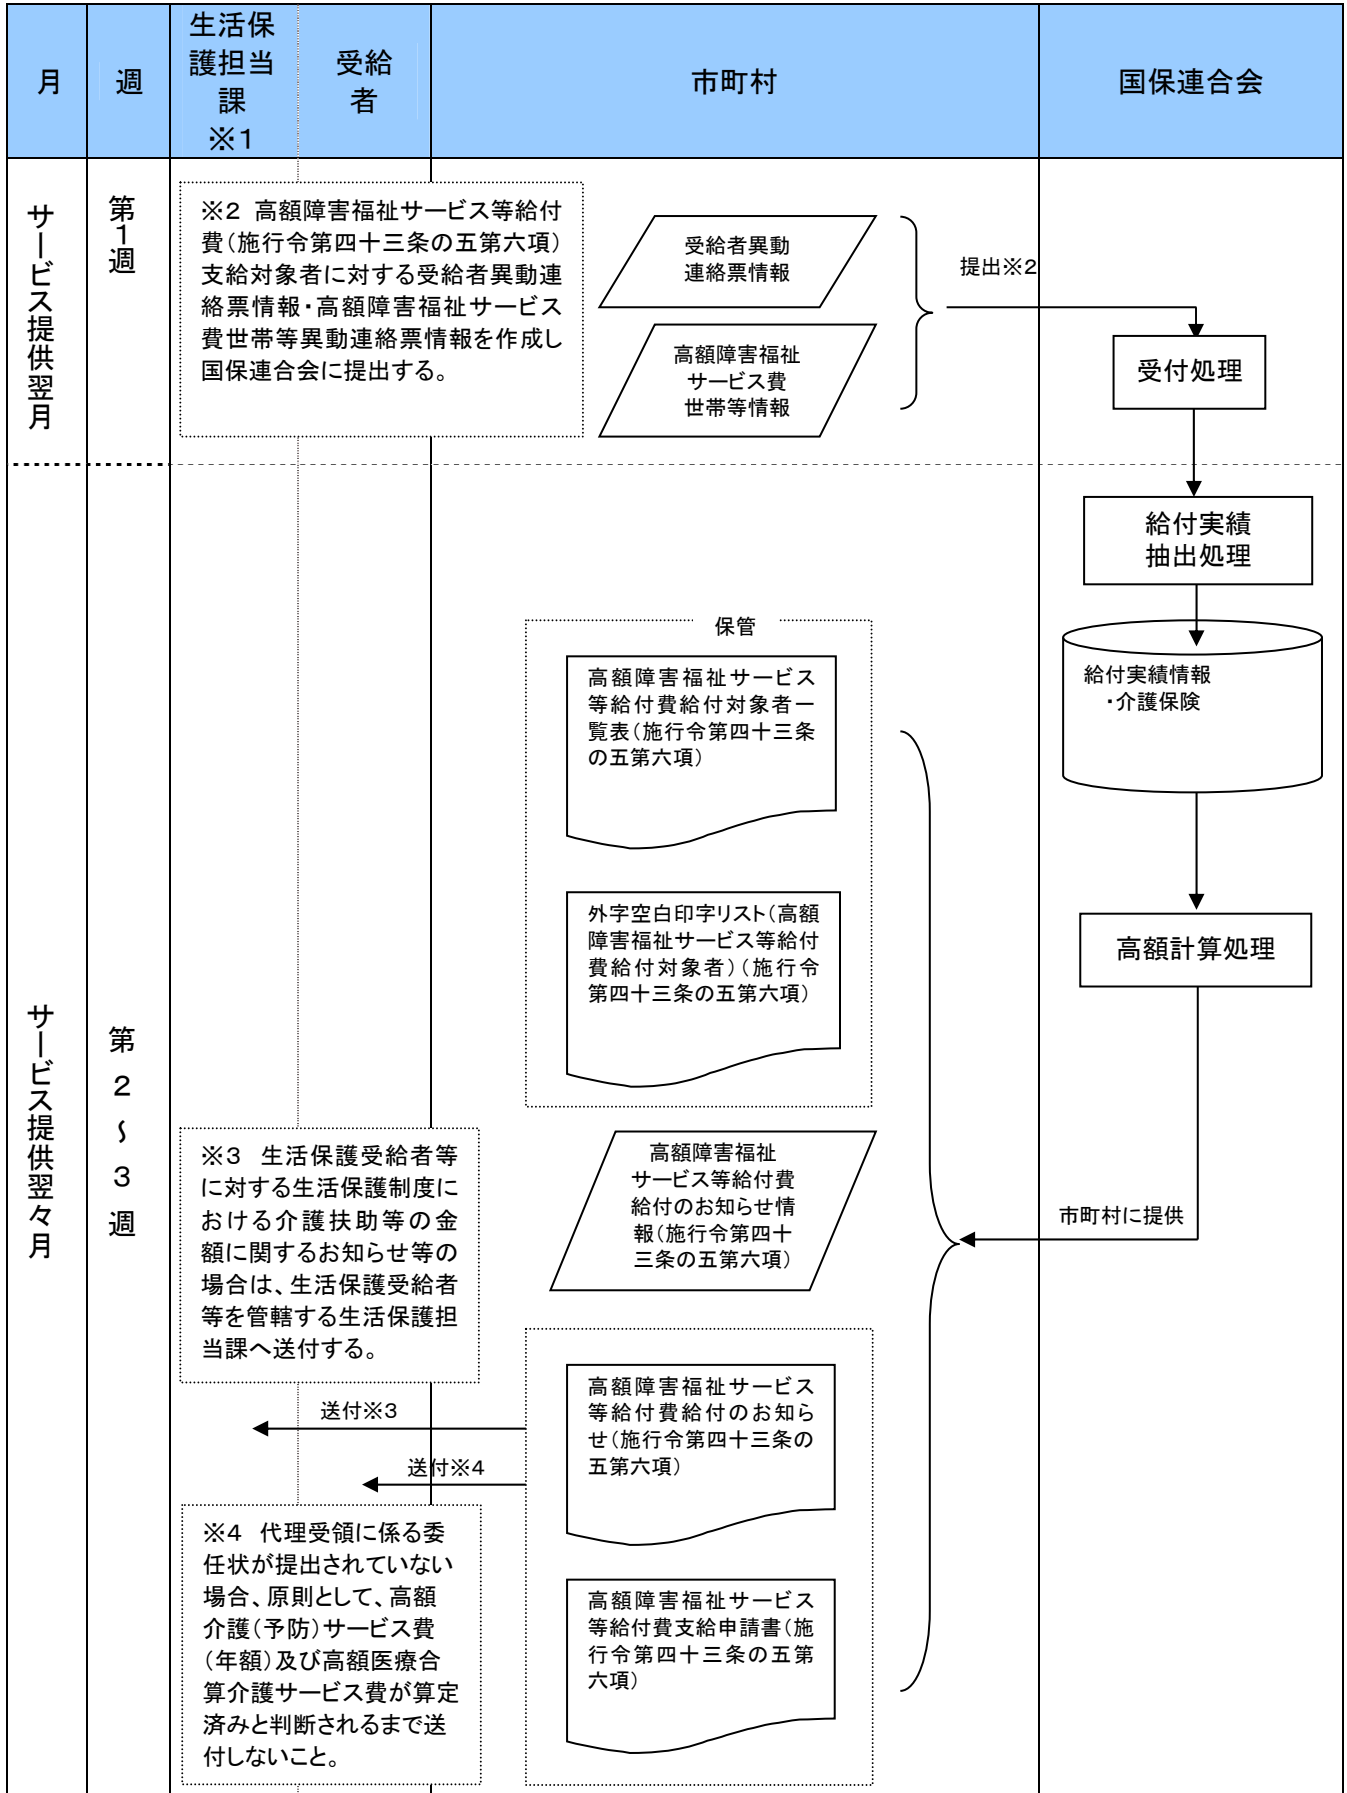 月
週
生活保
護担当
課
※1
受給
者
市町村
国保連合会
サービス提供翌月
第1週
※2 高額障害福祉サービス等給付
費(施行令第四十三条の五第六項)
支給対象者に対する受給者異動連
絡票情報・高額障害福祉サービス
費世帯等異動連絡票情報を作成し
国保連合会に提出する。
受給者異動
連絡票情報
高額障害福祉
サービス費
世帯等情報
提出※2
受付処理
給付実績
抽出処理
給付実績情報
・介護保険
高額計算処理
市町村に提供
サービス提供翌々月
第2~3週
保管
高額障害福祉サービス
等給付費給付対象者一
覧表(施行令第四十三条
の五第六項)
外字空白印字リスト(高額
障害福祉サービス等給付
費給付対象者)(施行令
第四十三条の五第六項)
高額障害福祉
サービス等給付費
給付のお知らせ情
報(施行令第四十
三条の五第六項)
※3 生活保護受給者等
に対する生活保護制度に
おける介護扶助等の金
額に関するお知らせ等の
場合は、生活保護受給者
等を管轄する生活保護担
当課へ送付する。
送付※3
送付※4
高額障害福祉サービス
等給付費給付のお知ら
せ(施行令第四十三条の
五第六項)
※4 代理受領に係る委
任状が提出されていない
場合、原則として、高額
介護(予防)サービス費
(年額)及び高額医療合
算介護サービス費が算定
済みと判断されるまで送
付しないこと。
高額障害福祉サービス
等給付費支給申請書(施
行令第四十三条の五第
六項)